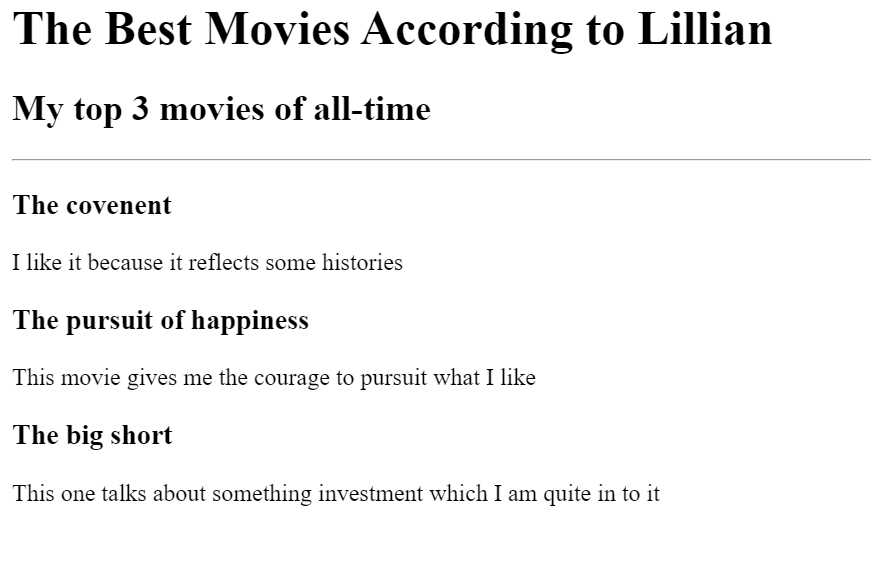 The Best Movies According to Lillian
My top 3 movies of all-time
The covenent
I like it because it reflects some histories
The pursuit of happiness
This movie gives me the courage to pursuit what I like
The big short
This one talks about something investment which I am quite in to it